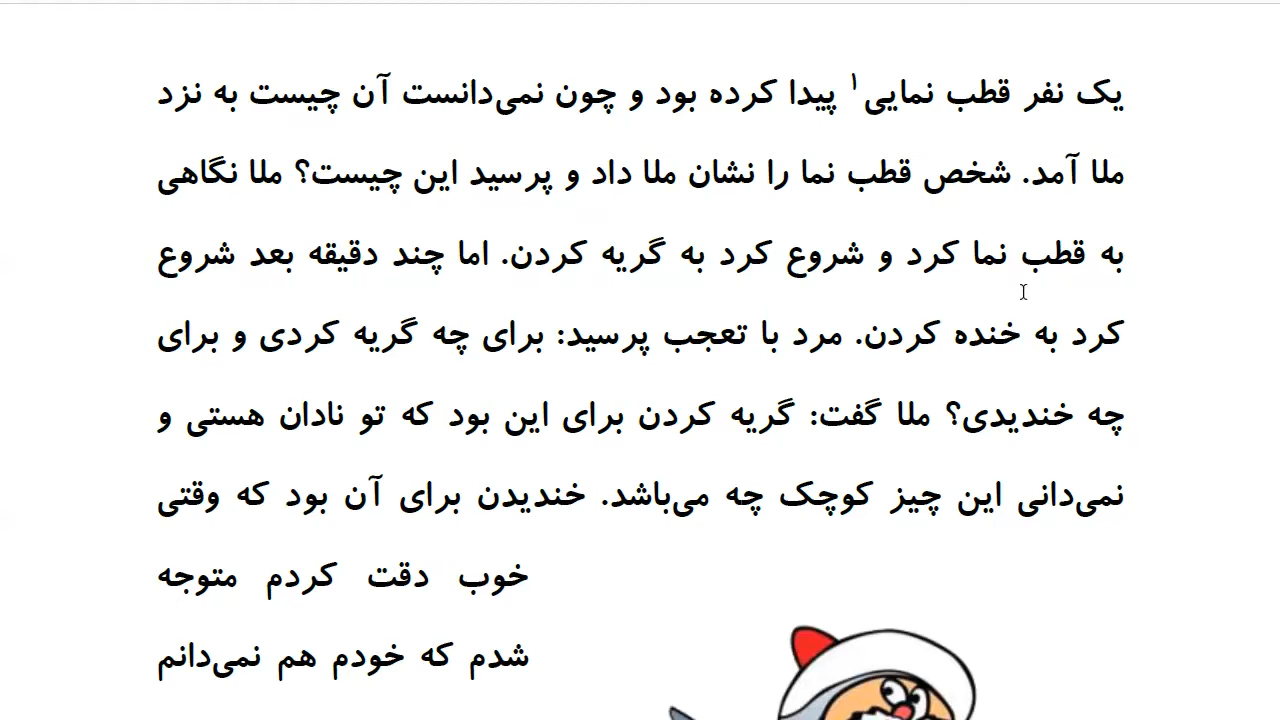 یک نفر قطب نمایی۱ پیدا کرده بود و چون نمی‌دانست آن چیست به نزد
ملا آمد. شخص قطب نما را نشان ملا داد و پرسید این چیست؟ ملا نگاهی
به قطب نما کرد و شروع کرد به گریه کردن. اما چند دقیقه بعد شروع
کرد به خنده کردن. مرد با تعجب پرسید: برای چه گریه کردی و برای
چه خندیدی؟ ملا گفت: گریه کردن برای این بود که تو نادان هستی و
نمی‌دانی این چیز کوچک چه می‌باشد. خندیدن برای آن بود که وقتی
خوب دقت کردم متوجه
شدم که خودم هم نمی‌دانم